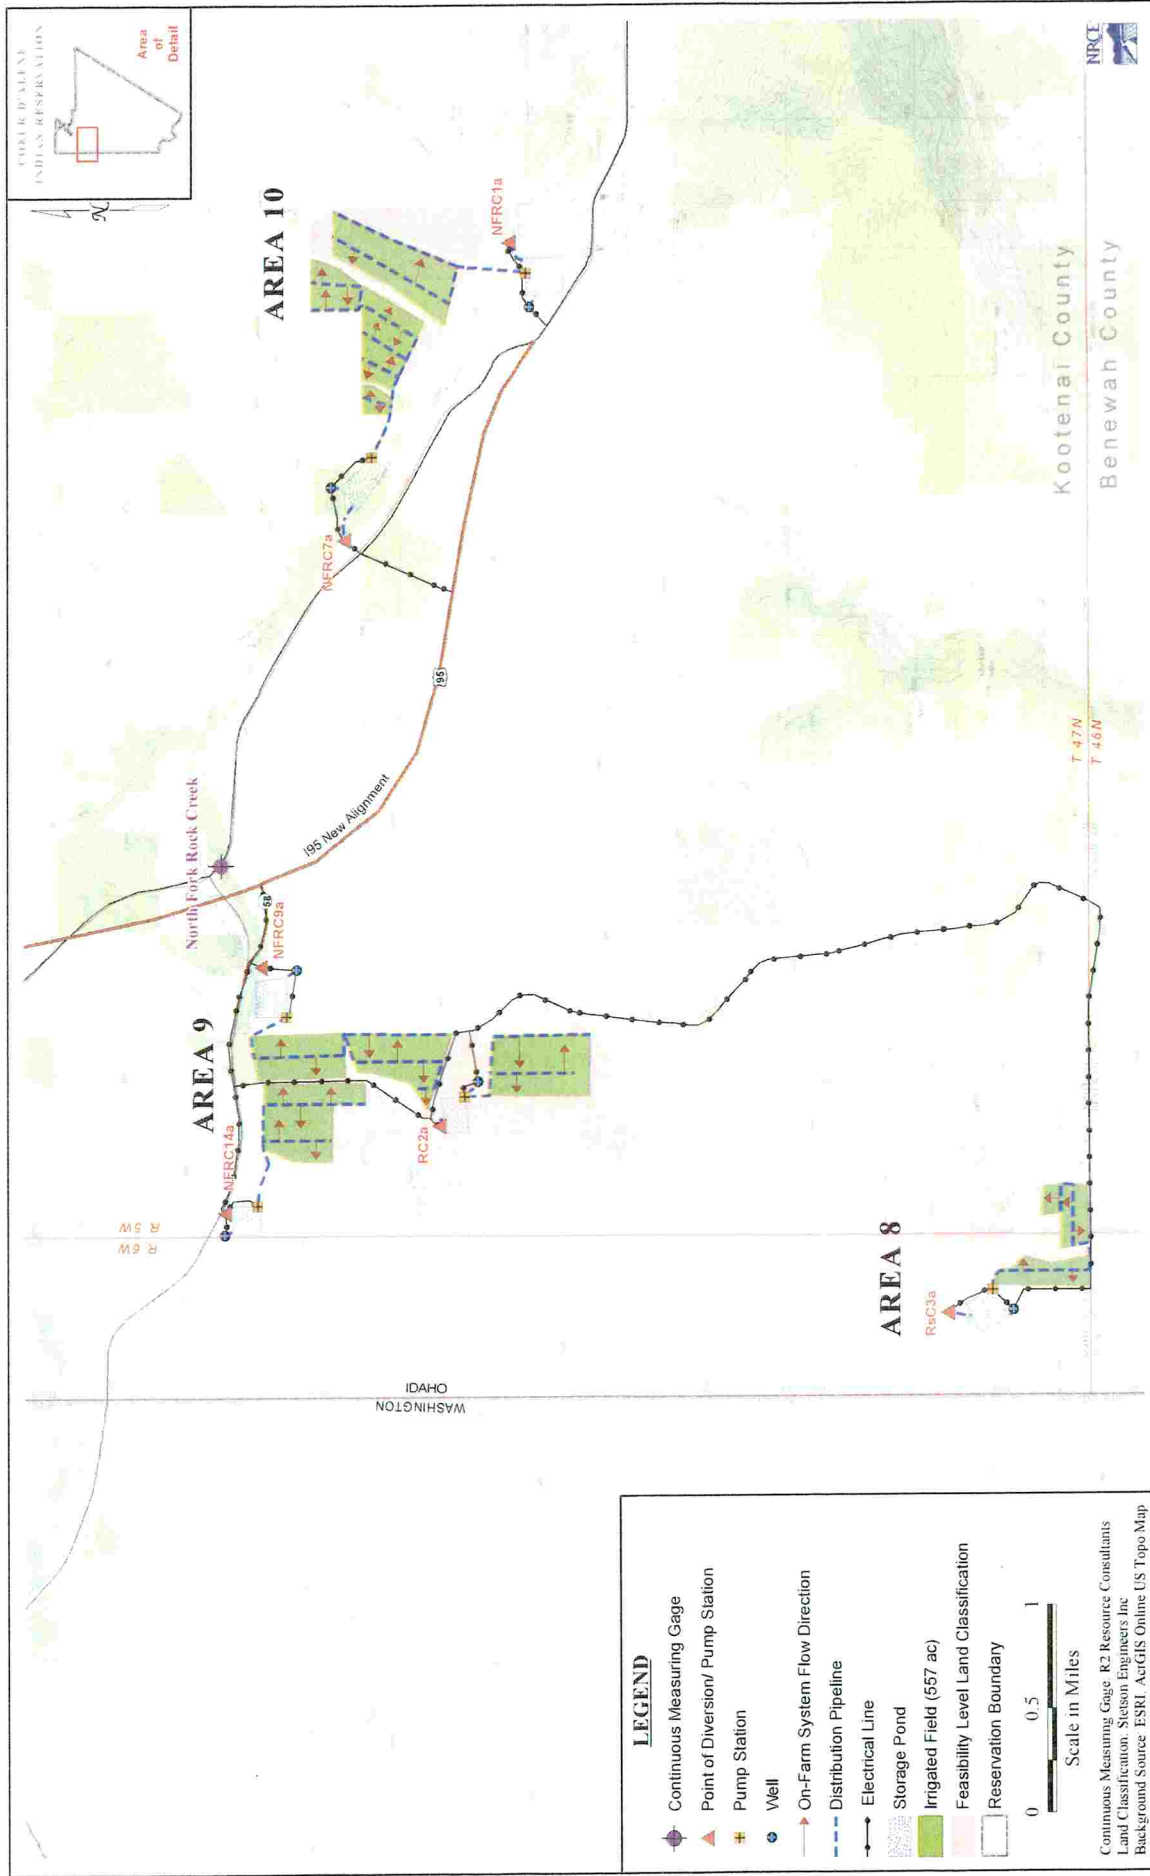 COEUR D'ALENE
INDIAN RESERVATION
Area
of
Detail
N
AREA 10
NFRC1a
NFRC7a
North Fork Rock Creek
I95 New Alignment
95
58
NFRC9a
AREA 9
NFRC14a
RC2a
R 6W
R 5W
AREA 8
RsC3a
WASHINGTON
IDAHO
T 47N
T 46N
Kootenai County
Benewah County
NRCE
LEGEND
Continuous Measuring Gage
Point of Diversion/ Pump Station
Pump Station
Well
On-Farm System Flow Direction
Distribution Pipeline
Electrical Line
Storage Pond
Irrigated Field (557 ac)
Feasibility Level Land Classification
Reservation Boundary
0 0.5 1
Scale in Miles
Continuous Measuring Gage. R2 Resource Consultants
Land Classification. Stetson Engineers Inc
Background Source ESRI, ArcGIS Online US Topo Map